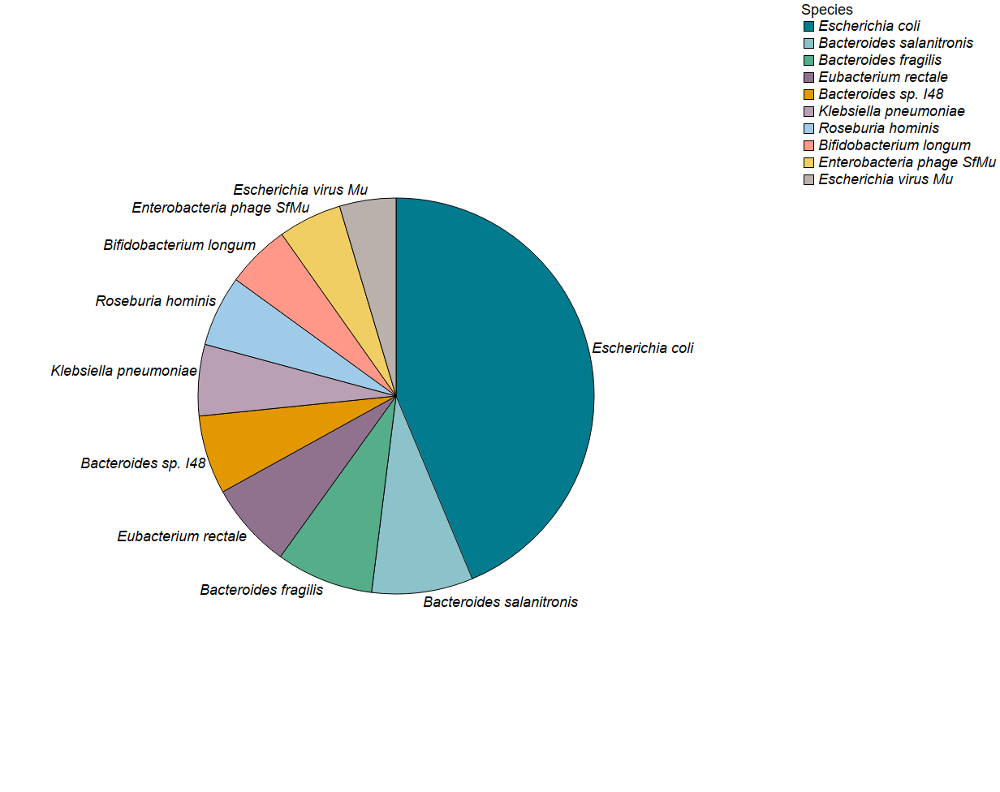 Species
Escherichia coli
Bacteroides salanitronis
Bacteroides fragilis
Eubacterium rectale
Bacteroides sp. I48
Klebsiella pneumoniae
Roseburia hominis
Bifidobacterium longum
Enterobacteria phage SfMu
Escherichia virus Mu
Escherichia virus Mu
Enterobacteria phage SfMu
Bifidobacterium longum
Roseburia hominis
Escherichia coli
Klebsiella pneumoniae
Bacteroides sp. I48
Eubacterium rectale
Bacteroides fragilis
Bacteroides salanitronis